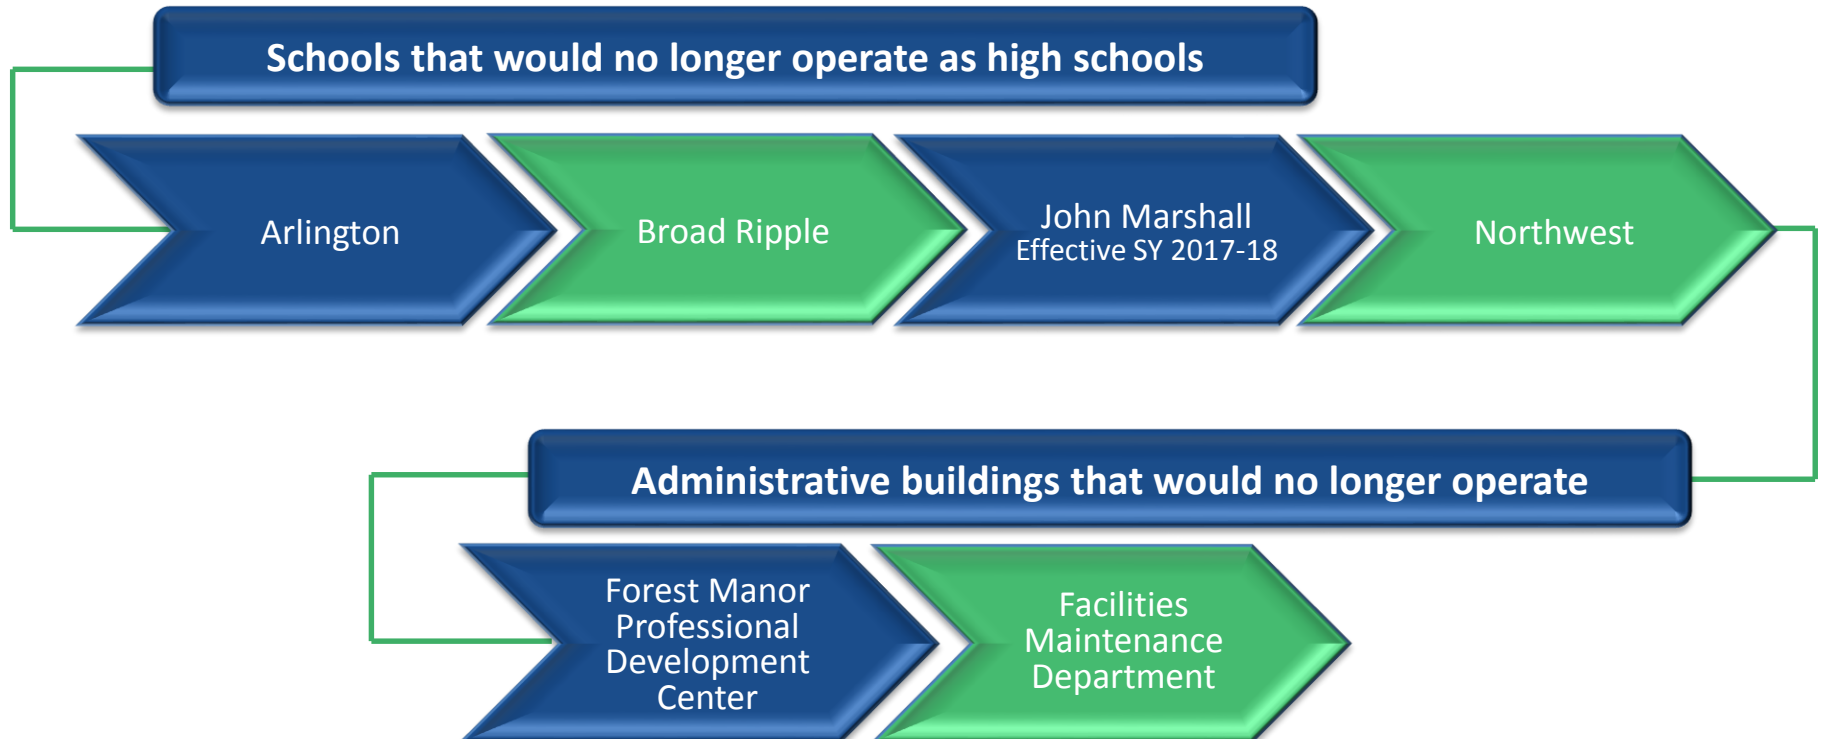 Schools that would no longer operate as high schools
Arlington
Broad Ripple
John Marshall
Effective SY 2017-18
Northwest
Administrative buildings that would no longer operate
Forest Manor
Professional
Development
Center
Facilities
Maintenance
Department